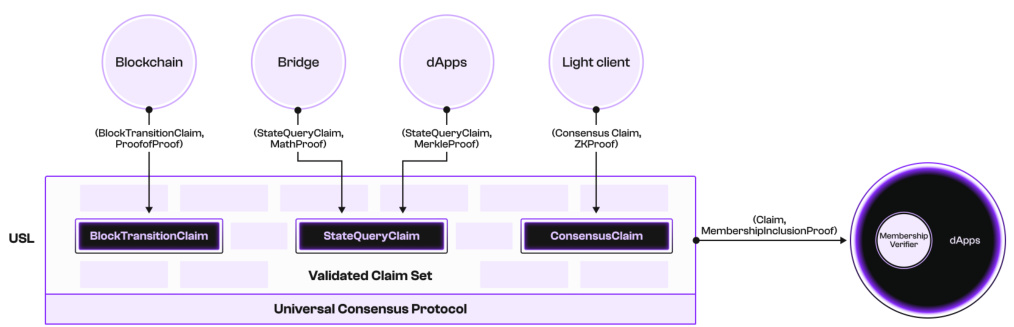 Blockchain
Bridge
dApps
Light client
(BlockTransitionClaim,
ProofofProof)
(StateQueryClaim,
MathProof)
(StateQueryClaim,
MerkleProof)
(Consensus Claim,
ZKProof)
USL
BlockTransitionClaim
StateQueryClaim
ConsensusClaim
Validated Claim Set
Universal Consensus Protocol
(Claim,
MembershipInclusionProof)
Membership
Verifier
dApps